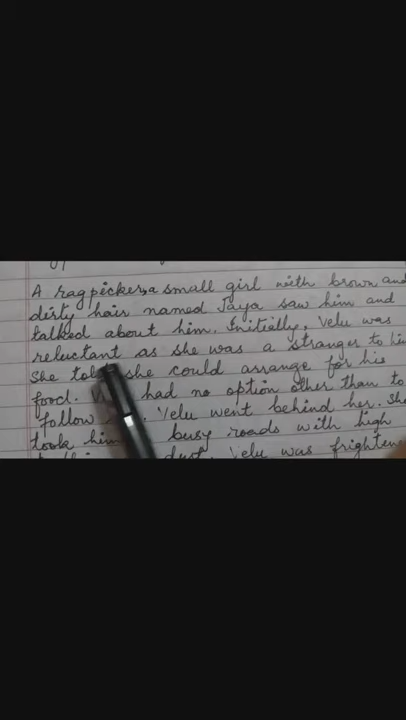 A ragpicker, a small girl with brown and
dirty hair named Jaya saw him and
talked about him. Initially, Velu was
reluctant as she was a stranger to him
She told she could arrange for his
food. had no option other than to
follow Velu went behind her. She
took him busy roads with high
dust. Velu was frightene